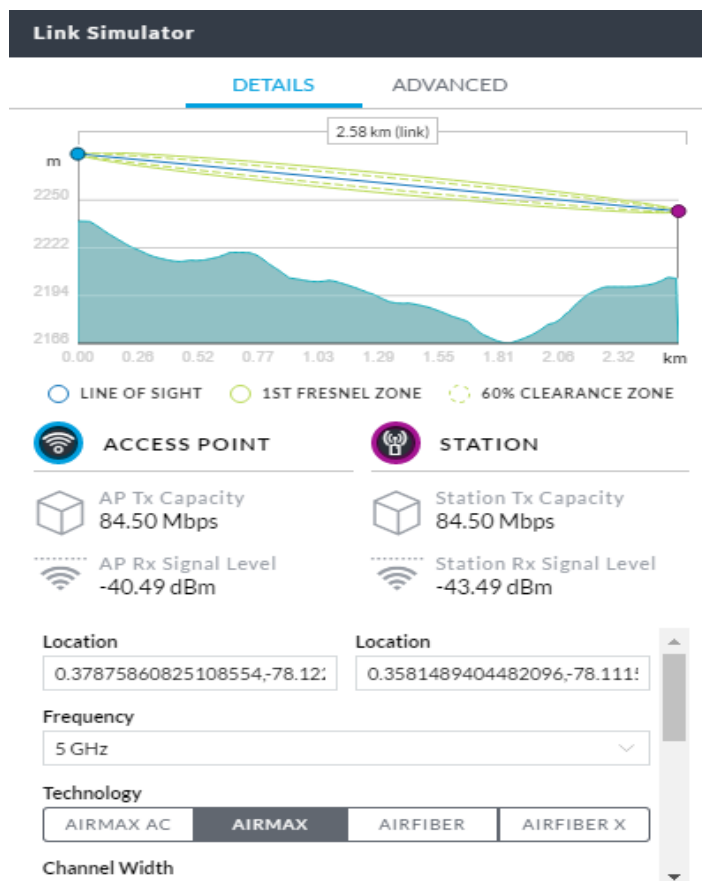 Link Simulator
DETAILS ADVANCED
2.58 km (link)
m
2250
2222
2194
2166
0.00 0.26 0.52 0.77 1.03 1.29 1.55 1.81 2.06 2.32 km
LINE OF SIGHT 1ST FRESNEL ZONE 60% CLEARANCE ZONE
ACCESS POINT STATION
AP Tx Capacity Station Tx Capacity
84.50 Mbps 84.50 Mbps
AP Rx Signal Level Station Rx Signal Level
-40.49 dBm -43.49 dBm
Location Location
0.37875860825108554,-78.122 0.3581489404482096,-78.1115
Frequency
5 GHz
Technology
AIRMAX AC AIRMAX AIRFIBER AIRFIBER X
Channel Width